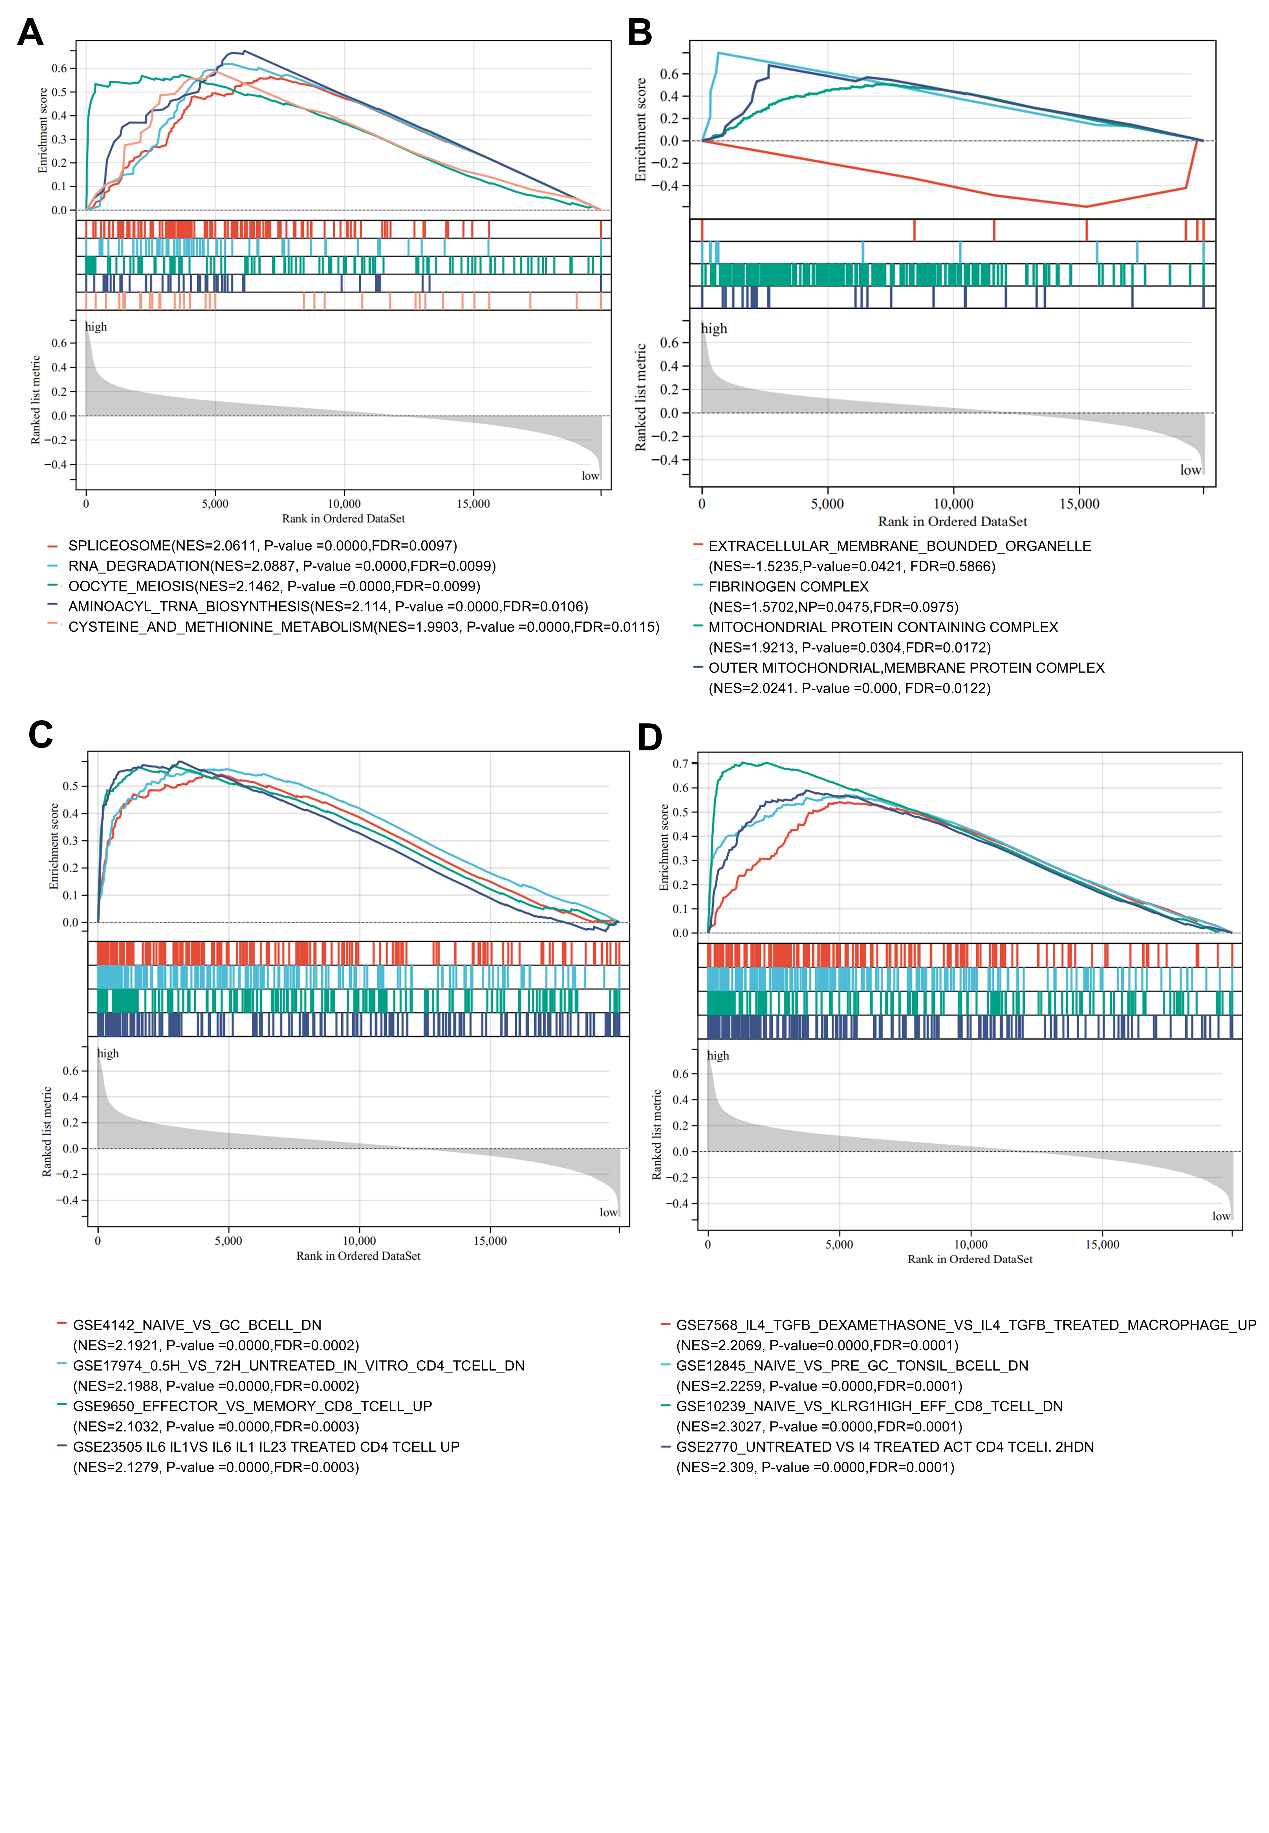 A
Enrichment score
0.6
0.5
0.4
0.3
0.2
0.1
0.0
high
Ranked list metric
0.6
0.4
0.2
0.0
−0.2
−0.4
low
0 5,000 10,000 15,000
Rank in Ordered DataSet
SPLICEOSOME(NES=2.0611, P-value =0.0000,FDR=0.0097)
RNA_DEGRADATION(NES=2.0887, P-value =0.0000,FDR=0.0099)
OOCYTE_MEIOSIS(NES=2.1462, P-value =0.0000,FDR=0.0099)
AMINOACYL_TRNA_BIOSYNTHESIS(NES=2.114, P-value =0.0000,FDR=0.0106)
CYSTEINE_AND_METHIONINE_METABOLISM(NES=1.9903, P-value =0.0000,FDR=0.0115)
B
Enrichment score
0.6
0.4
0.2
0.0
−0.2
−0.4
high
Ranked list metric
0.6
0.4
0.2
0.0
−0.2
−0.4
low
0 5,000 10,000 15,000
Rank in Ordered DataSet
EXTRACELLULAR_MEMBRANE_BOUNDED_ORGANELLE
(NES=-1.5235,P-value=0.0421, FDR=0.5866)
FIBRINOGEN COMPLEX
(NES=1.5702,NP=0.0475,FDR=0.0975)
MITOCHONDRIAL PROTEIN CONTAINING COMPLEX
(NES=1.9213, P-value=0.0304,FDR=0.0172)
OUTER MITOCHONDRIAL,MEMBRANE PROTEIN COMPLEX
(NES=2.0241. P-value =0.000, FDR=0.0122)
C
Enrichment score
0.5
0.4
0.3
0.2
0.1
0.0
high
Ranked list metric
0.6
0.4
0.2
0.0
−0.2
−0.4
low
0 5,000 10,000 15,000
Rank in Ordered DataSet
GSE4142_NAIVE_VS_GC_BCELL_DN
(NES=2.1921, P-value =0.0000,FDR=0.0002)
GSE17974_0.5H_VS_72H_UNTREATED_IN_VITRO_CD4_TCELL_DN
(NES=2.1988, P-value =0.0000,FDR=0.0002)
GSE9650_EFFECTOR_VS_MEMORY_CD8_TCELL_UP
(NES=2.1032, P-value =0.0000,FDR=0.0003)
GSE23505 IL6 IL1VS IL6 IL1 IL23 TREATED CD4 TCELL UP
(NES=2.1279, P-value =0.0000,FDR=0.0003)
D
Enrichment score
0.7
0.6
0.5
0.4
0.3
0.2
0.1
0.0
high
Ranked list metric
0.6
0.4
0.2
0.0
−0.2
−0.4
low
0 5,000 10,000 15,000
Rank in Ordered DataSet
GSE7568_IL4_TGFB_DEXAMETHASONE_VS_IL4_TGFB_TREATED_MACROPHAGE_UP
(NES=2.2069, P-value=0.0000,FDR=0.0001)
GSE12845_NAIVE_VS_PRE_GC_TONSIL_BCELL_DN
(NES=2.2259, P-value =0.0000,FDR=0.0001)
GSE10239_NAIVE_VS_KLRG1HIGH_EFF_CD8_TCELL_DN
(NES=2.3027, P-value =0.0000,FDR=0.0001)
GSE2770_UNTREATED VS I4 TREATED ACT CD4 TCELI. 2HDN
(NES=2.309, P-value =0.0000,FDR=0.0001)